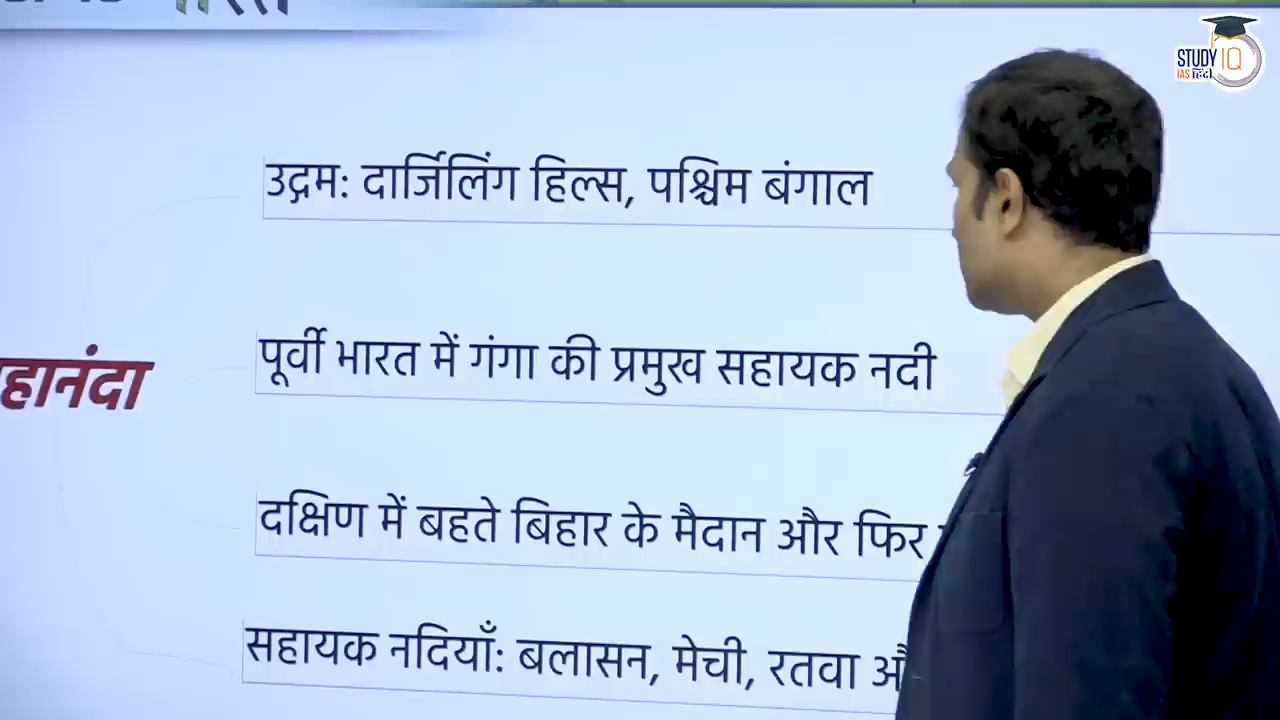 STUDY IQ
IAS हिंदी
उद्गम: दार्जिलिंग हिल्स, पश्चिम बंगाल
पूर्वी भारत में गंगा की प्रमुख सहायक नदी
हानंदा
दक्षिण में बहते बिहार के मैदान और फिर
सहायक नदियाँ: बलासन, मेची, रतवा